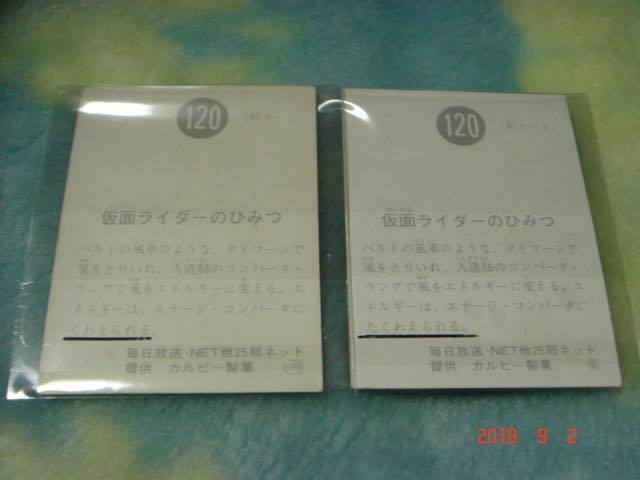 120
仮面ライダーのひみつ
ベルトの風車のような、タイフーンで
風をとりいれ、人造肺のコンバータ・
ラングで風をエネルギーに変える。エ
ネルギーは、エナージ・コンバータに
くわえられる。
毎日放送・NET他25局ネット
提供 カルビー製菓
120
仮面ライダーのひみつ
ベルトの風車のような、タイフーンで
風をとりいれ、人造肺のコンバータ・
ラングで風をエネルギーに変える。エ
ネルギーは、エナージ・コンバータに
たくわえられる。
毎日放送・NET他25局ネット
提供 カルビー製菓
2018 9 2